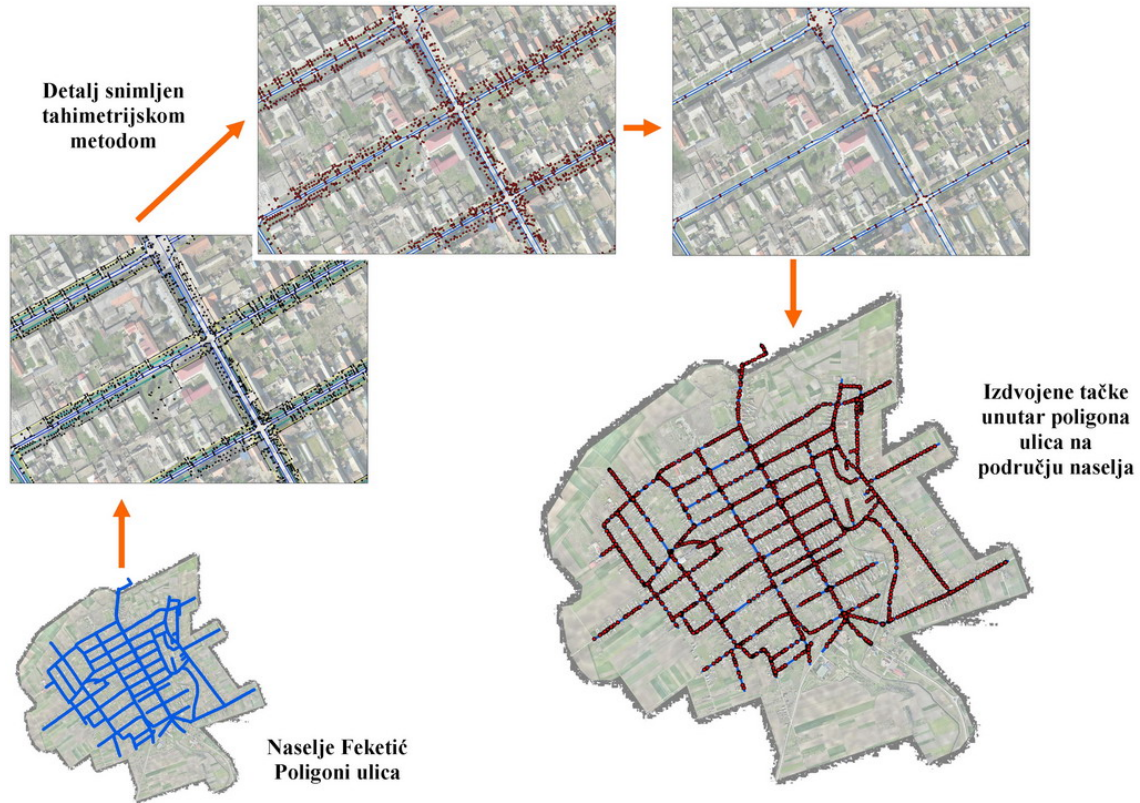 Detalj snimljen
tahimetrijskom
metodom
Izdvojene tačke
unutar poligona
ulica na
području naselja
Naselje Feketić
Poligoni ulica